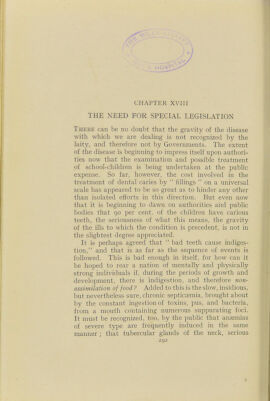 HOSPITAL
CHAPTER XVIII
THE NEED FOR SPECIAL LEGISLATION
THERE can be no doubt that the gravity of the disease
with which we are dealing is not recognized by the
laity, and therefore not by Governments. The extent
of the disease is beginning to impress itself upon authori-
ties now that the examination and possible treatment
of school-children is being undertaken at the public
expense. So far, however, the cost involved in the
treatment of dental caries by "fillings" on a universal
scale has appeared to be so great as to hinder any other
than isolated efforts in this direction. But even now
that it is beginning to dawn on authorities and public
bodies that 90 per cent. of the children have carious
teeth, the seriousness of what this means, the gravity
of the ills to which the condition is precedent, is not in
the slightest degree appreciated.
It is perhaps agreed that "bad teeth cause indiges-
tion," and that is as far as the sequence of events is
followed. This is bad enough in itself, for how can it
be hoped to rear a nation of mentally and physically
strong individuals if, during the periods of growth and
development, there is indigestion, and therefore non-
assimilation of food? Added to this is the slow, insidious,
but nevertheless sure, chronic septicæmia, brought about
by the constant ingestion of toxins, pus, and bacteria,
from a mouth containing numerous suppurating foci.
It must be recognized, too, by the public that anæmias
of severe type are frequently induced in the same
manner; that tubercular glands of the neck, serious
292